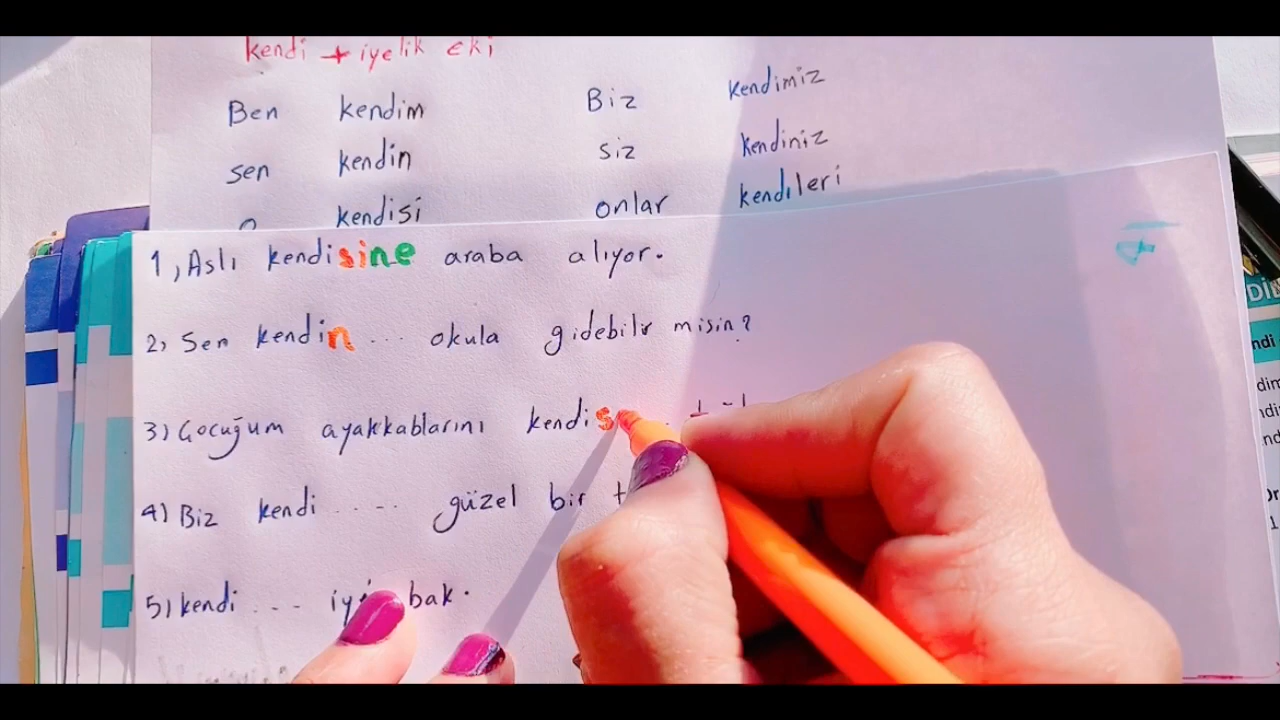 kendi + iyelik eki
Ben kendim Biz kendimiz
sen kendin siz kendiniz
o kendisi onlar kendileri
1, Aslı kendisine araba alıyor.
2, Sen kendin ... okula gidebilir misin?
3) Çocuğum ayakkablarını kendis
4) Biz kendi .... güzel bir
5) kendi ... bak.